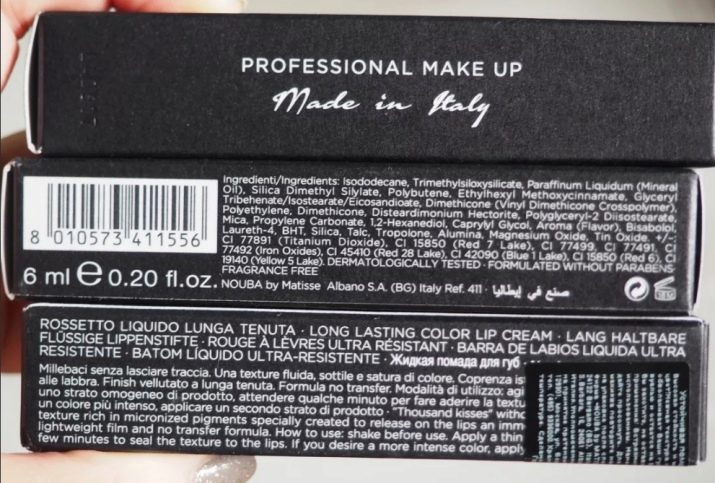 PROFESSIONAL MAKE UP
Made in Italy
Ingredienti/Ingredients: Isododecane, Trimethylsiloxysilicate, Paraffinum Liquidum (Mineral
Oil), Silica Dimethyl Silylate, Polybutene, Ethylhexyl Methoxycinnamate, Glyceryl
Tribehenate/Isostearate/Eicosandioate, Dimethicone (Vinyl Dimethicone Crosspolymer),
Polyethylene, Dimethicone, Disteardimonium Hectorite, Polyglyceryl-2 Diisostearate,
Mica, Propylene Carbonate, 1,2-Hexanediol, Capryl Glycol, Aroma (Flavor), Bisabolol,
Laureth-4, BHT, Silica, Talc, Tropone, Alumina, Magnesium Oxide, Tin Oxide +/-:
CI 77891 (Titanium Dioxide), CI 15850 (Red 7 Lake), CI 77499, CI 77491, CI
77492 (Iron Oxides), CI 45410 (Red 28 Lake), CI 42090 (Blue 1 Lake), CI 15850 (Red 6), CI
19140 (Yellow 5 Lake). DERMATOLOGICALLY TESTED · FORMULATED WITHOUT PARABENS
FRAGRANCE FREE
8 010573 411556
6 ml e 0.20 fl.oz.
NOUBA by Matisse Albano S.A. (BG) Italy Ref. 411 · صنع في إيطاليا
ROSSETTO LIQUIDO LUNGA TENUTA · LONG LASTING COLOR LIP CREAM · LANG HALTBARE
FLÜSSIGE LIPPENSTIFTE · ROUGE À LÈVRES ULTRA RÉSISTANT · BARRA DE LABIOS LIQUIDA ULTRA
RESISTENTE · BATOM LÍQUIDO ULTRA-RESISTENTE · Жидкая помада для губ
Millebaci senza lasciare traccia. Una texture fluida, sottile e satura di colore. Coprenza
alle labbra. Finish vellutato a lunga tenuta. Formula no transfer. Modalità di utilizzo:
uno strato omogeneo di prodotto, attendere qualche minuto per fare aderire la
un colore più intenso, applicare un secondo strato di prodotto · "Thousand kisses"
texture rich in micronized pigments specially created to release on the lips an
lightweight film and no transfer formula. How to use: shake before use. Apply a thin
few minutes to seal the texture to the lips. If you desire a more intense color,